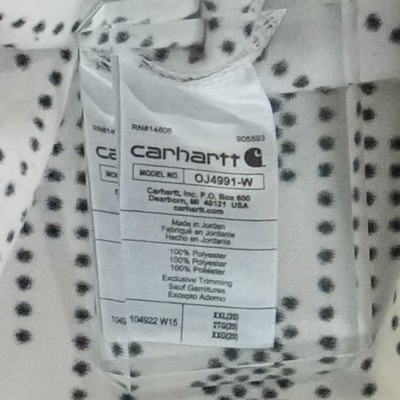 RN#14806 905593
carhartt
MODEL NO. OJ4991-W
Carhartt, Inc. P.O. Box 600
Dearborn, MI 48121 USA
carhartt.com
Made in Jordan
Fabriqué en Jordanie
Hecho en Jordania
100% Polyester
100% Polyester
100% Poliéster
Exclusive Trimming
Sauf Garnitures
Excepto Adorno
104922 W15
XXL(20)
2TG(20)
XXG(20)